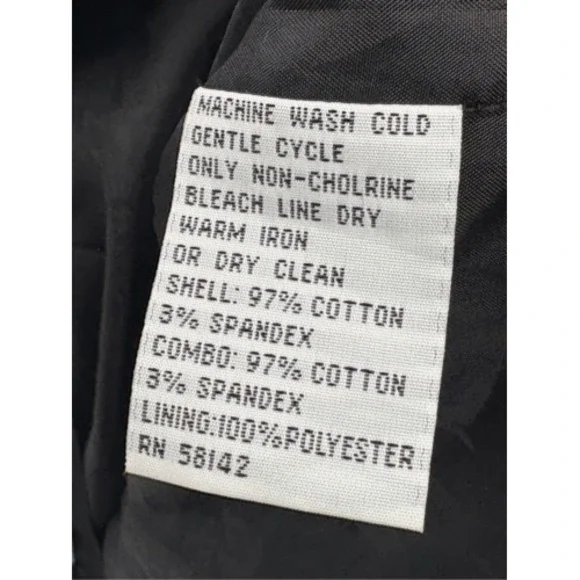 MACHINE WASH COLD
GENTLE CYCLE
ONLY NON-CHOLRINE
BLEACH LINE DRY
WARM IRON
OR DRY CLEAN
SHELL: 97% COTTON
3% SPANDEX
COMBO: 97% COTTON
3% SPANDEX
LINING:100%POLYESTER
RN 58142